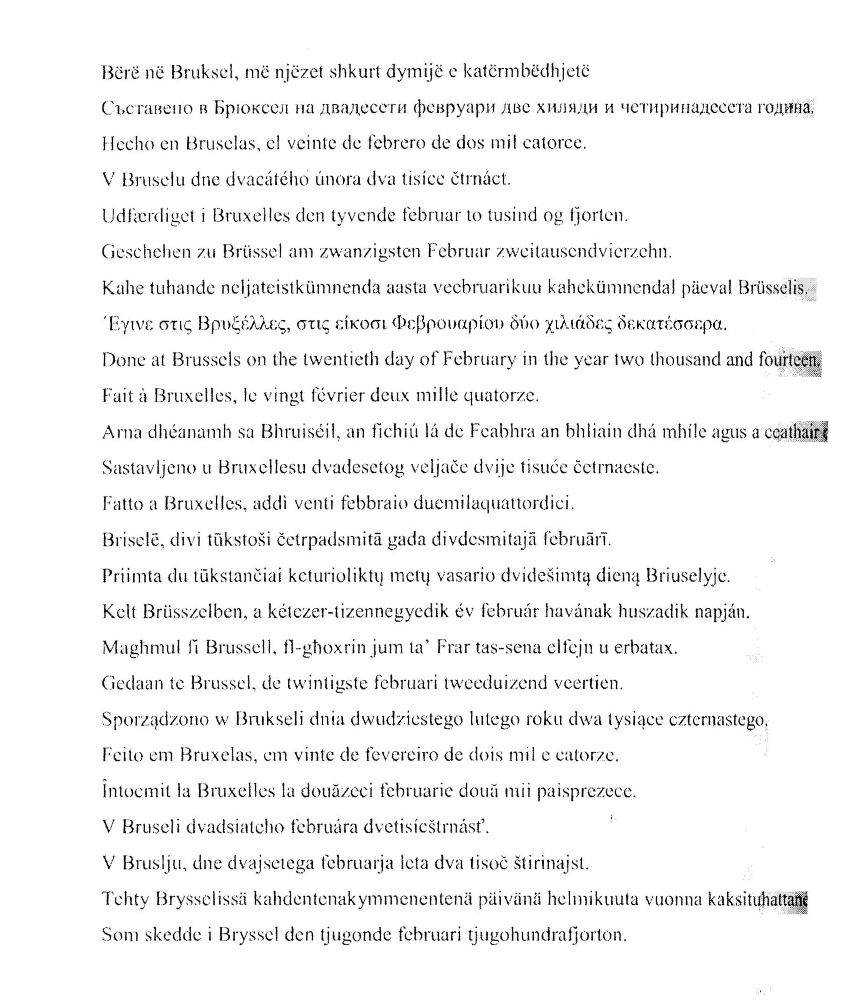 Bërë në Bruksel, më njëzet shkurt dymijë e katërmbëdhjetë
Съставено в Брюксел на двадесети февруари две хиляди и четиринадесета година.
Hecho en Bruselas, el veinte de febrero de dos mil catorce.
V Bruselu dne dvacátého února dva tisíce čtrnáct.
Udfærdiget i Bruxelles den tyvende februar to tusind og fjorten.
Geschehen zu Brüssel am zwanzigsten Februar zweitausendvierzehn.
Kahe tuhande neljateistkümnenda aasta veebruarikuu kahekümnendal päeval Brüsselis.
Έγινε στις Βρυξέλλες, στις είκοσι Φεβρουαρίου δύο χιλιάδες δεκατέσσερα.
Done at Brussels on the twentieth day of February in the year two thousand and fourteen.
Fait à Bruxelles, le vingt février deux mille quatorze.
Arna dhéanamh sa Bhruiséil, an fichiú lá de Feabhra an bhliain dhá mhíle agus a ceathair
Sastavljeno u Bruxellesu dvadesetog veljače dvije tisuće četrnaeste.
Fatto a Bruxelles, addì venti febbraio duemilaquattordici.
Briselē, divi tūkstoši četrpadsmitā gada divdesmitajā februārī.
Priimta du tūkstančiai keturioliktų metų vasario dvidešimtą dieną Briuselyje.
Kelt Brüsszelben, a kétezer-tizennegyedik év február havának huszadik napján.
Magħmul fi Brussell, fl-għoxrin jum ta’ Frar tas-sena elfejn u erbatax.
Gedaan te Brussel, de twintigste februari tweeduizend veertien.
Sporządzono w Brukseli dnia dwudziestego lutego roku dwa tysiące czternastego.
Feito em Bruxelas, em vinte de fevereiro de dois mil e catorze.
Întocmit la Bruxelles la douăzeci februarie două mii paisprezece.
V Bruseli dvadsiateho februára dvetisícštrnásť.
V Bruslju, dne dvajsetega februarja leta dva tisoč štirinajst.
Tehty Brysselissä kahdentenakymmenentenä päivänä helmikuuta vuonna kaksituhattane
Som skedde i Bryssel den tjugonde februari tjugohundrafjorton.